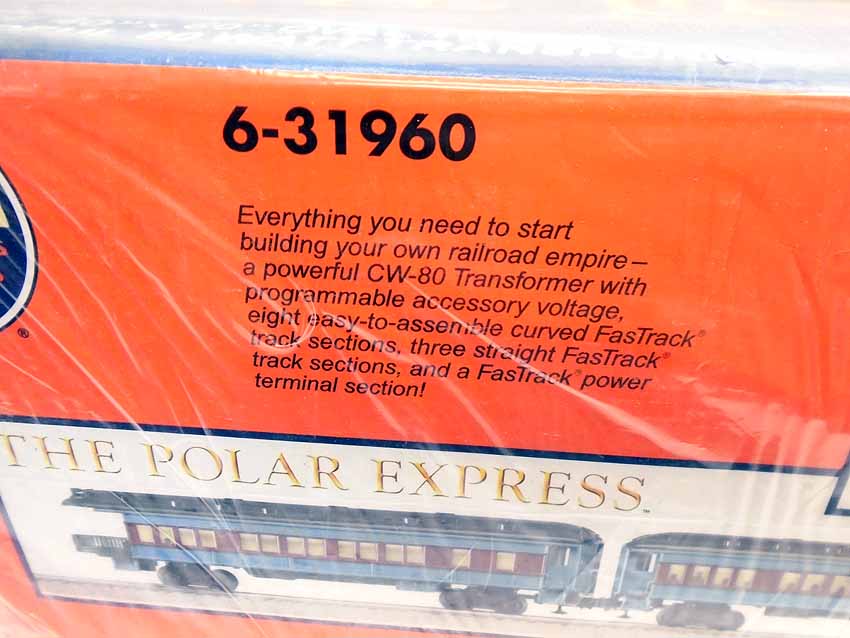 6-31960
Everything you need to start
building your own railroad empire—
a powerful CW-80 Transformer with
programmable accessory voltage,
eight easy-to-assemble curved FasTrack®
track sections, three straight FasTrack®
track sections, and a FasTrack® power
terminal section!
®
THE POLAR EXPRESS™